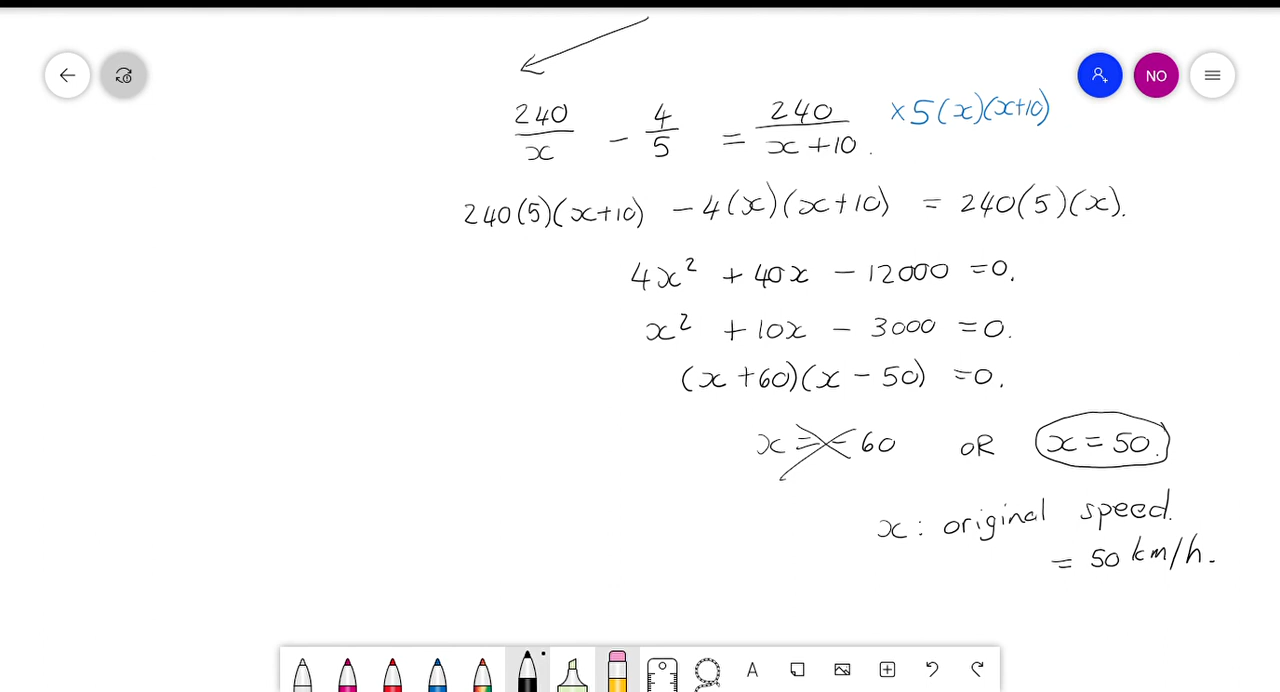 NO
240/x - 4/5 = 240/(x+10). ×5(x)(x+10)
240(5)(x+10) - 4(x)(x+10) = 240(5)(x).
4x² + 40x - 12000 = 0.
x² + 10x - 3000 = 0.
(x+60)(x-50) = 0.
x = -60 OR x = 50.
x: original speed.
= 50 km/h.
A